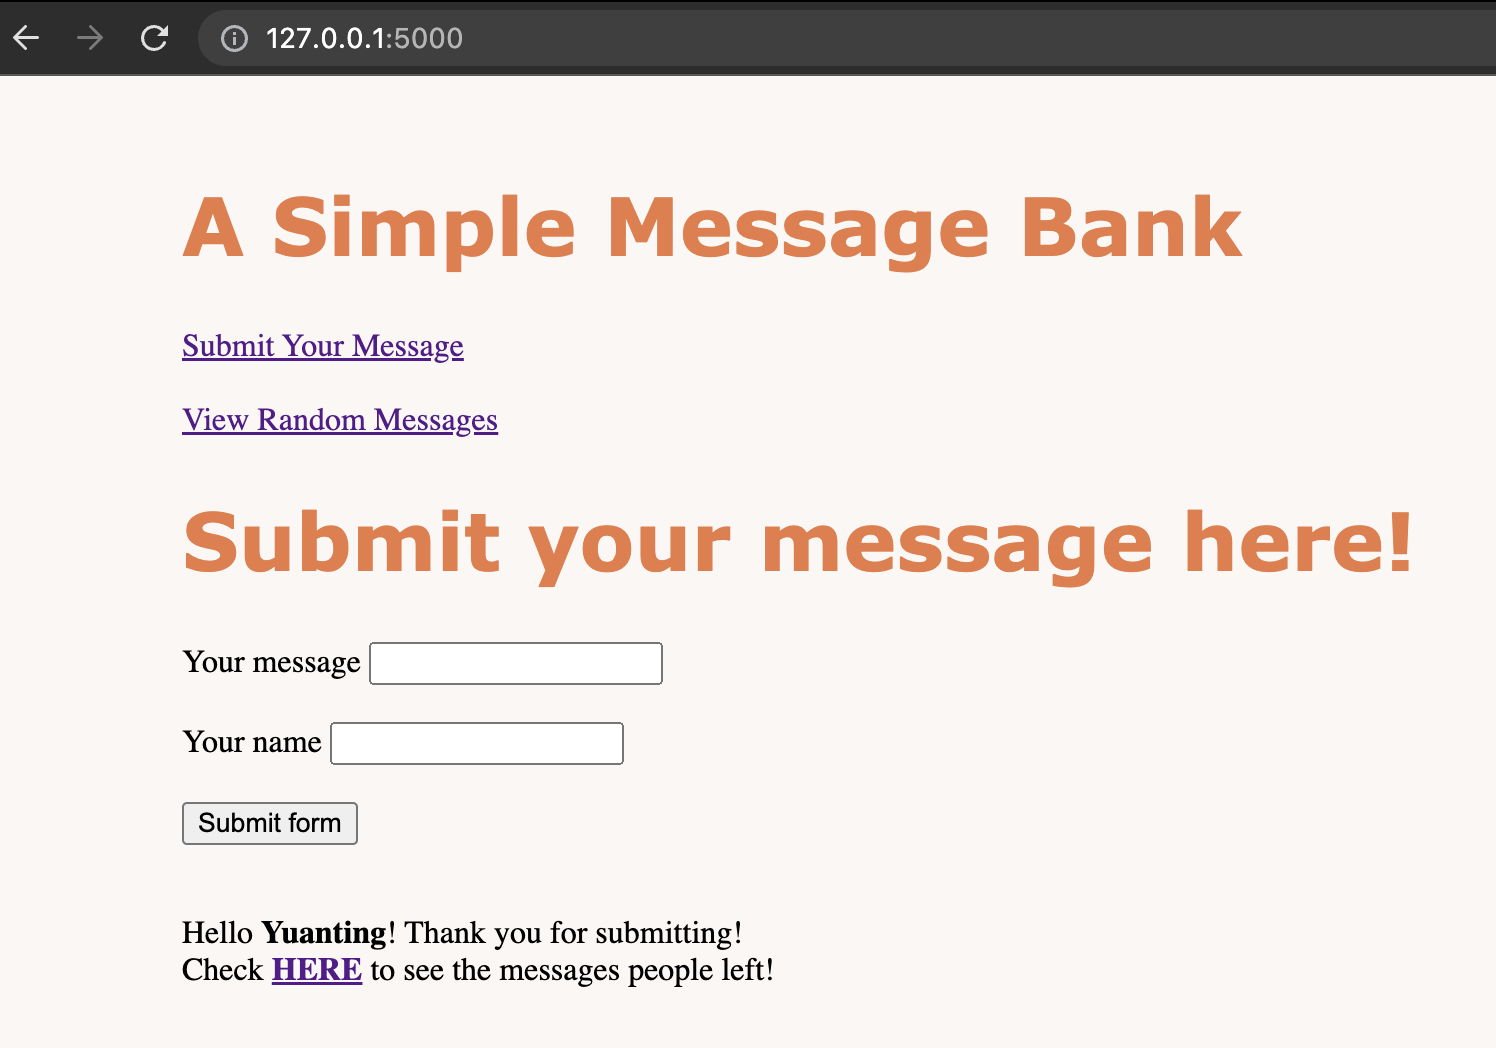 127.0.0.1:5000
A Simple Message Bank
Submit Your Message
View Random Messages
Submit your message here!
Your message
Your name
Submit form
Hello Yuanting! Thank you for submitting!
Check HERE to see the messages people left!